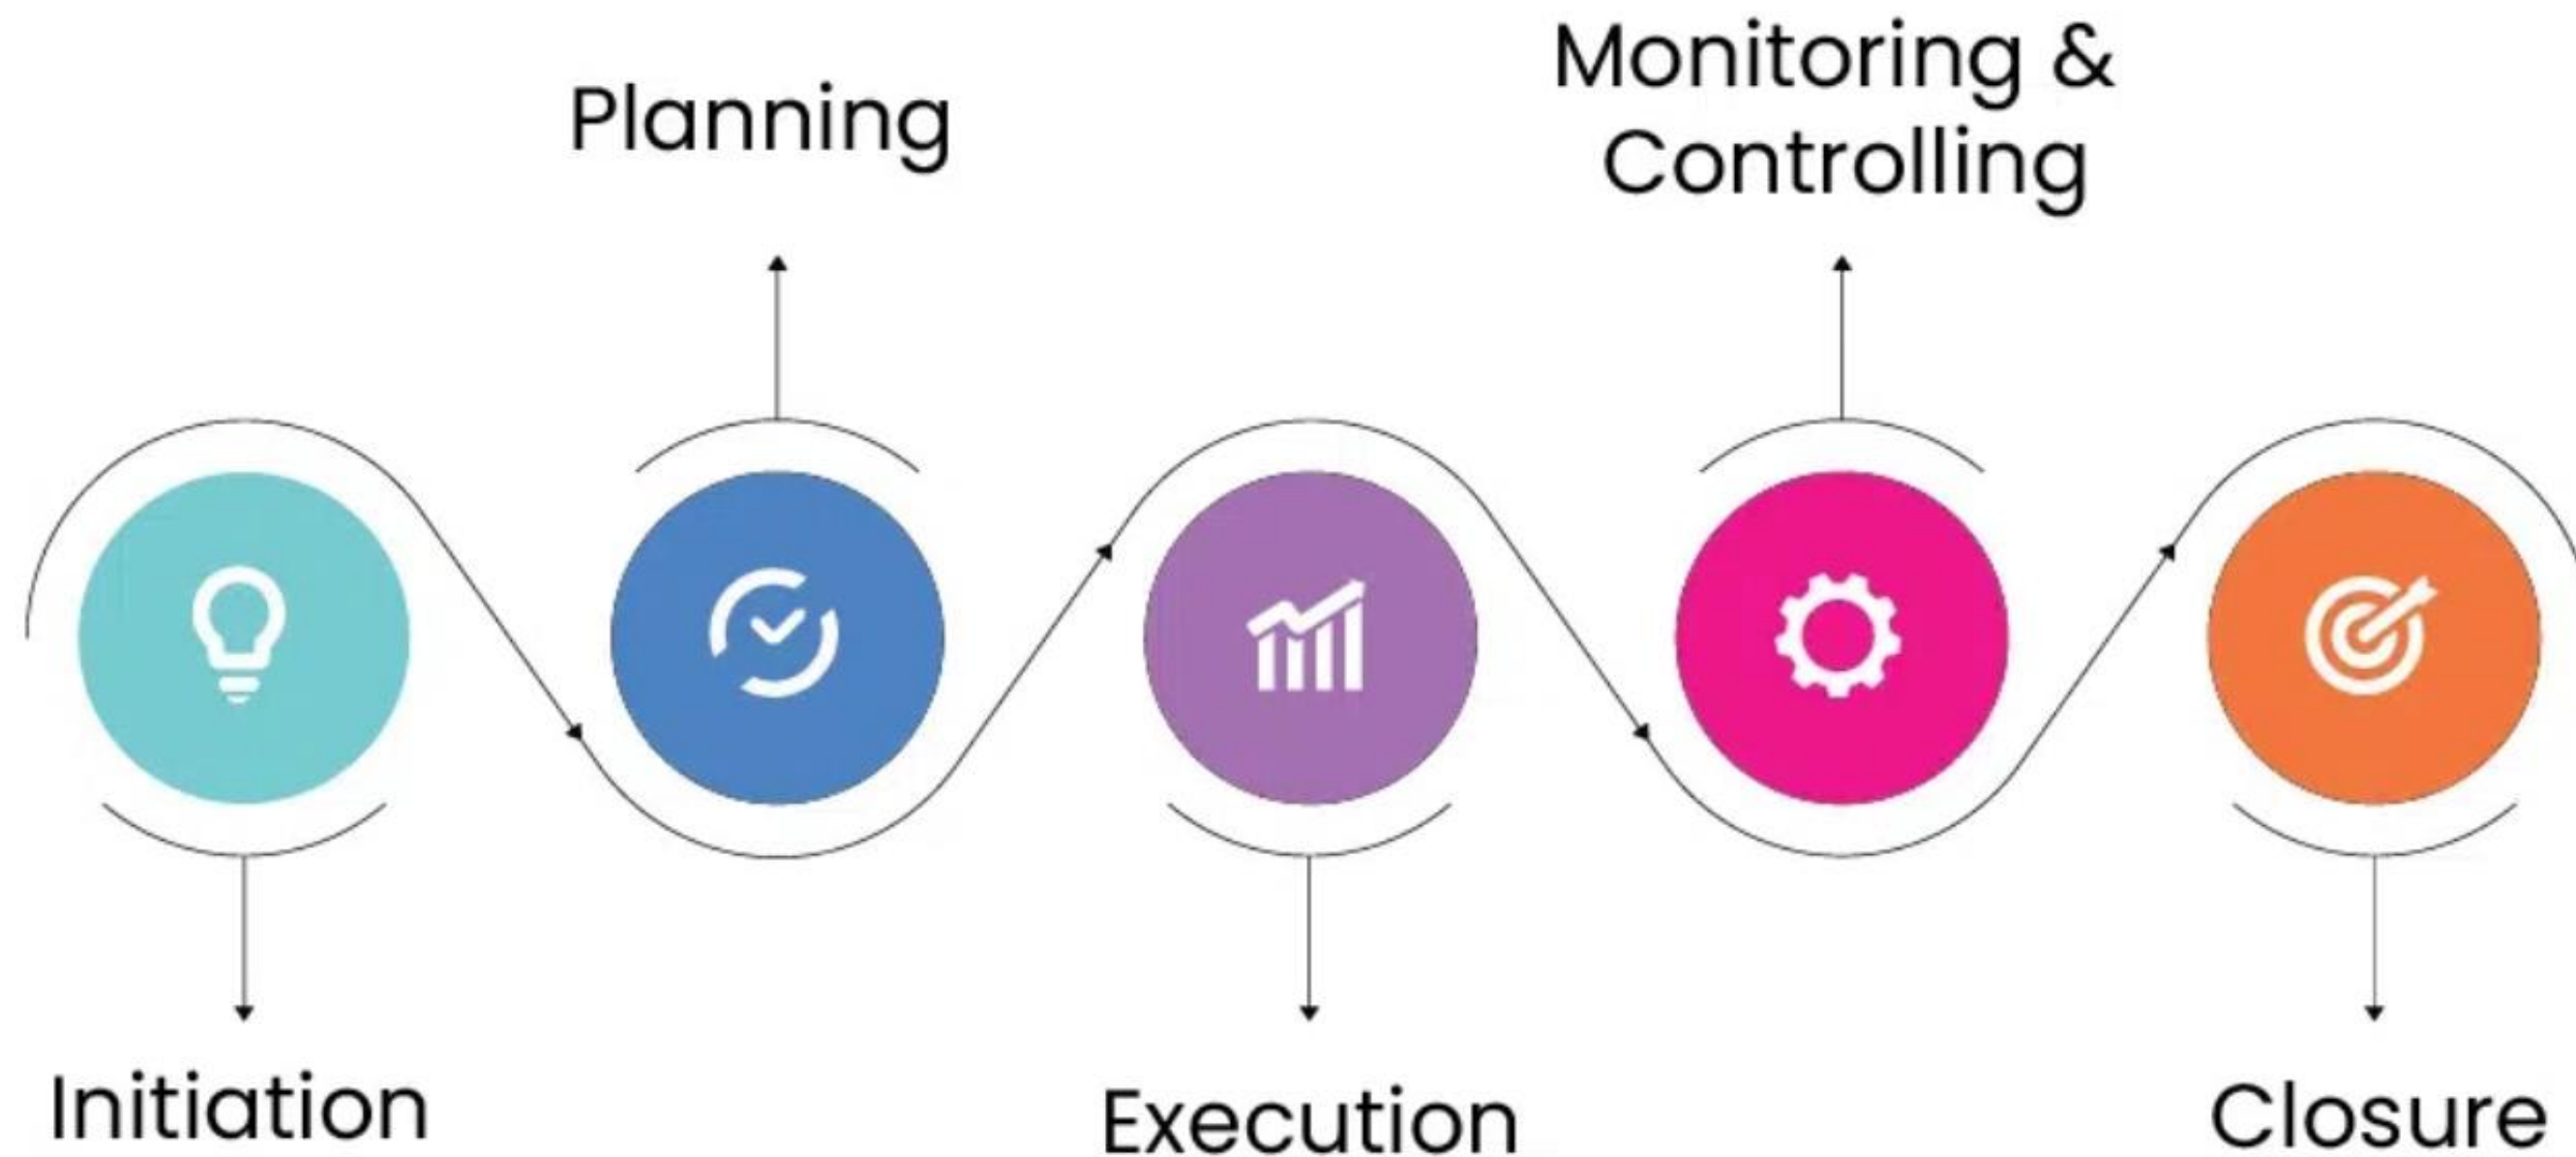 Initiation
Planning
Execution
Monitoring &
Controlling
Closure